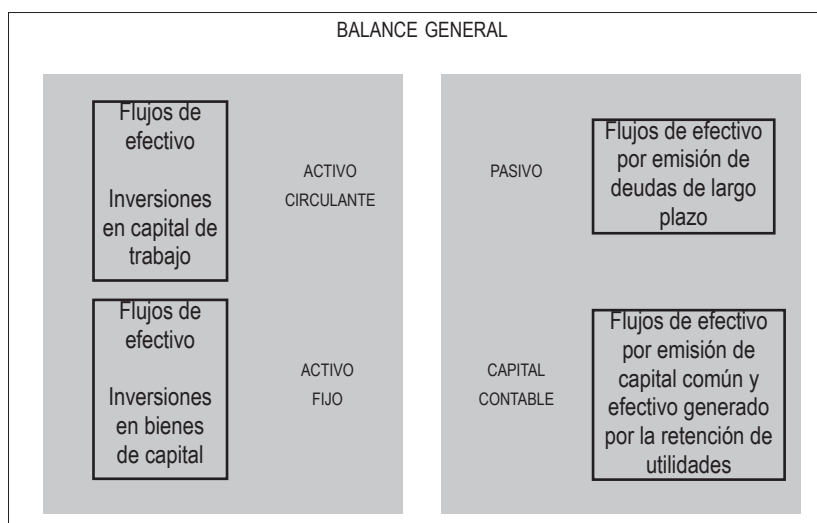 BALANCE GENERAL
Flujos de
efectivo
Inversiones
en capital de
trabajo
ACTIVO
CIRCULANTE
PASIVO
Flujos de efectivo
por emisión de
deudas de largo
plazo
Flujos de
efectivo
Inversiones
en bienes
de capital
ACTIVO
FIJO
CAPITAL
CONTABLE
Flujos de efectivo
por emisión de
capital común y
efectivo generado
por la retención de
utilidades